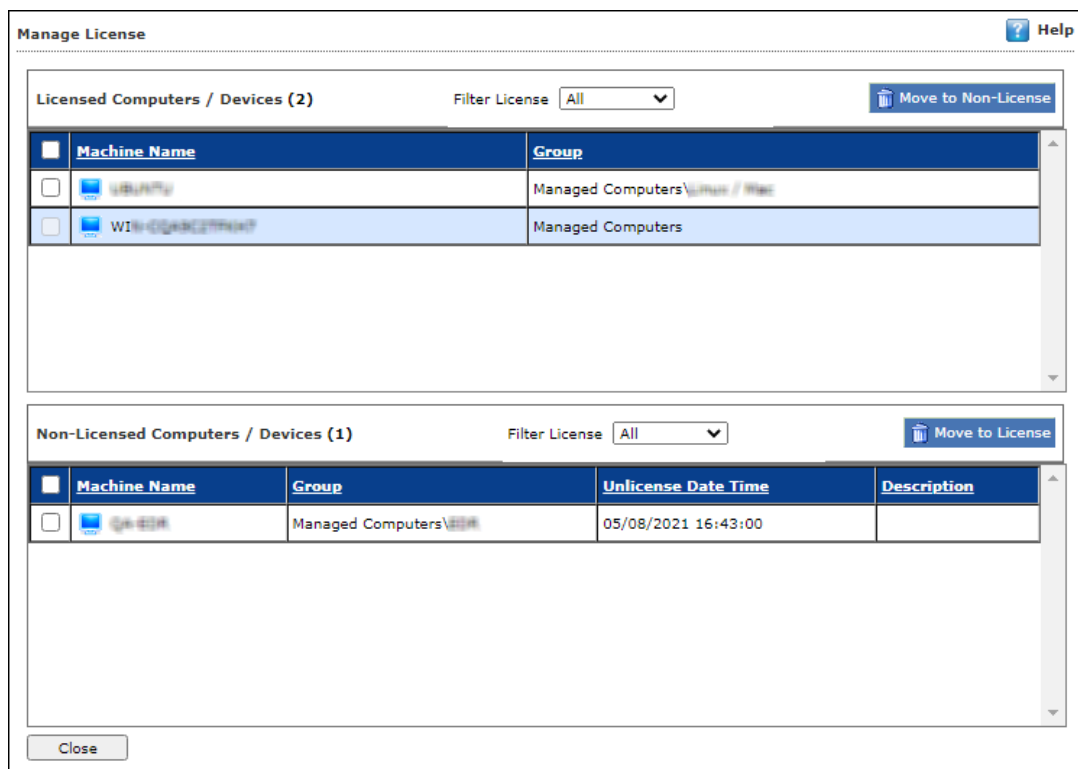 Manage License
Help
Licensed Computers / Devices (2)
Filter License All
Move to Non-License
Machine Name Group
Managed Computers\
WI
Managed Computers
Non-Licensed Computers / Devices (1)
Filter License All
Move to License
Machine Name Group Unlicense Date Time Description
Managed Computers\ 05/08/2021 16:43:00
Close